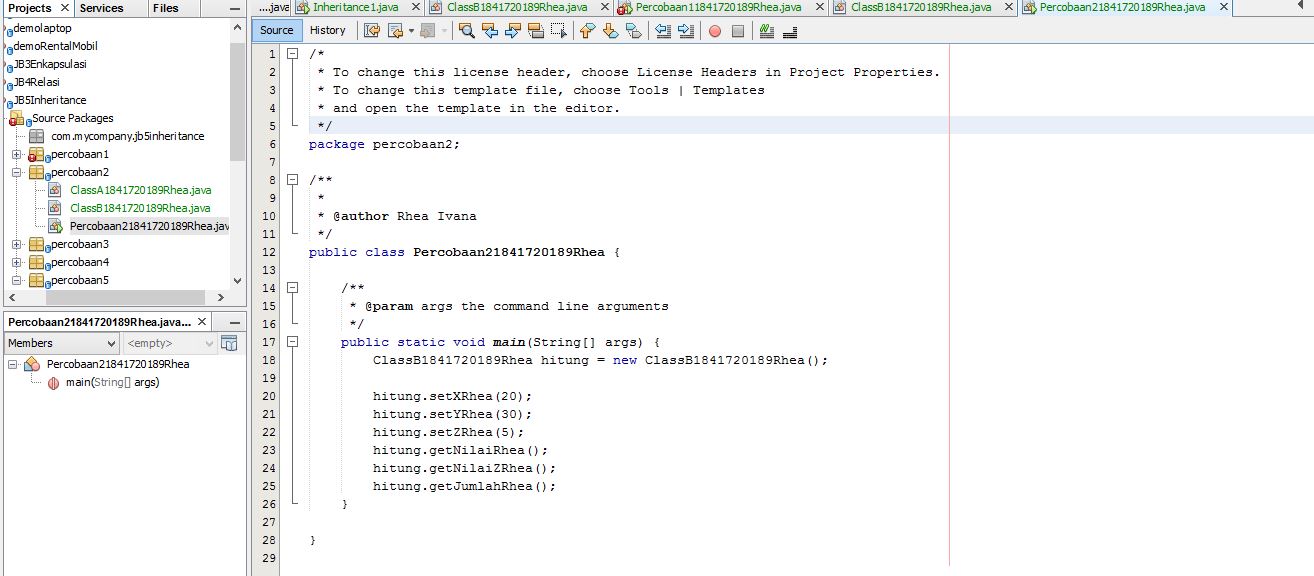 Projects
Services
Files
demolaptop
demoRentalMobil
JB3Enkapsulasi
JB4Relasi
JB5Inheritance
Source Packages
com.mycompany.jb5inheritance
percobaan1
percobaan2
ClassA1841720189Rhea.java
ClassB1841720189Rhea.java
Percobaan21841720189Rhea.jav
percobaan3
percobaan4
percobaan5
Percobaan21841720189Rhea.java...
Members
<empty>
Percobaan21841720189Rhea
main(String[] args)
....java
Inheritance1.java
ClassB1841720189Rhea.java
Percobaan11841720189Rhea.java
ClassB1841720189Rhea.java
Percobaan21841720189Rhea.java
Source
History
1 /*
2 * To change this license header, choose License Headers in Project Properties.
3 * To change this template file, choose Tools | Templates
4 * and open the template in the editor.
5 */
6 package percobaan2;
7
8 /**
9 *
10 * @author Rhea Ivana
11 */
12 public class Percobaan21841720189Rhea {
13
14 /**
15 * @param args the command line arguments
16 */
17 public static void main(String[] args) {
18 ClassB1841720189Rhea hitung = new ClassB1841720189Rhea();
19
20 hitung.setXRhea(20);
21 hitung.setYRhea(30);
22 hitung.setZRhea(5);
23 hitung.getNilaiRhea();
24 hitung.getNilaiZRhea();
25 hitung.getJumlahRhea();
26 }
27
28 }
29